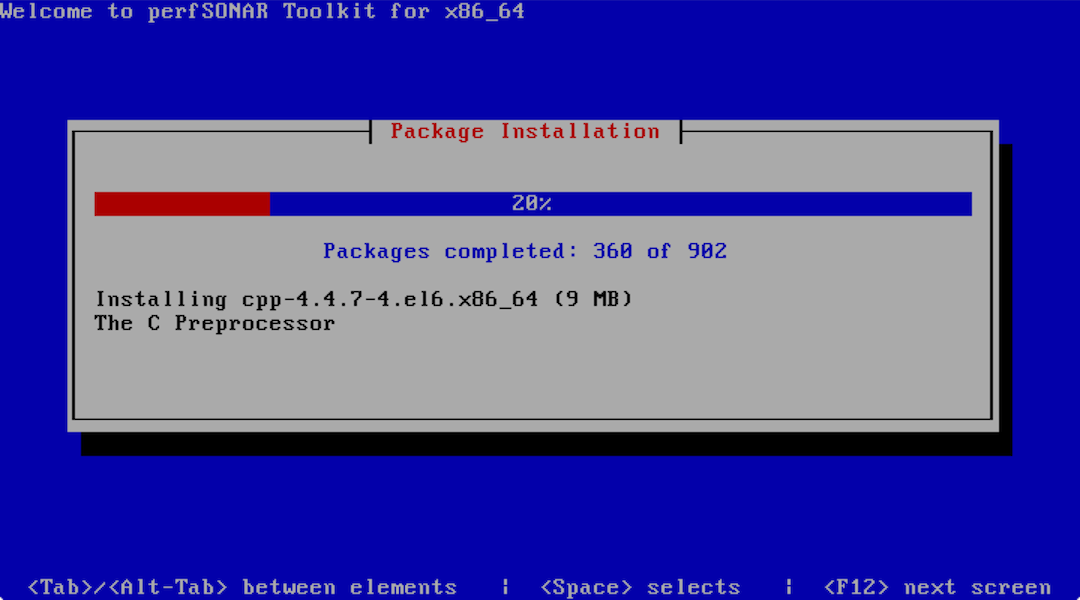 Welcome to perfSONAR Toolkit for x86_64
Package Installation
20%
Packages completed: 360 of 902
Installing cpp-4.4.7-4.el6.x86_64 (9 MB)
The C Preprocessor
<Tab>/<Alt-Tab> between elements | <Space> selects | <F12> next screen